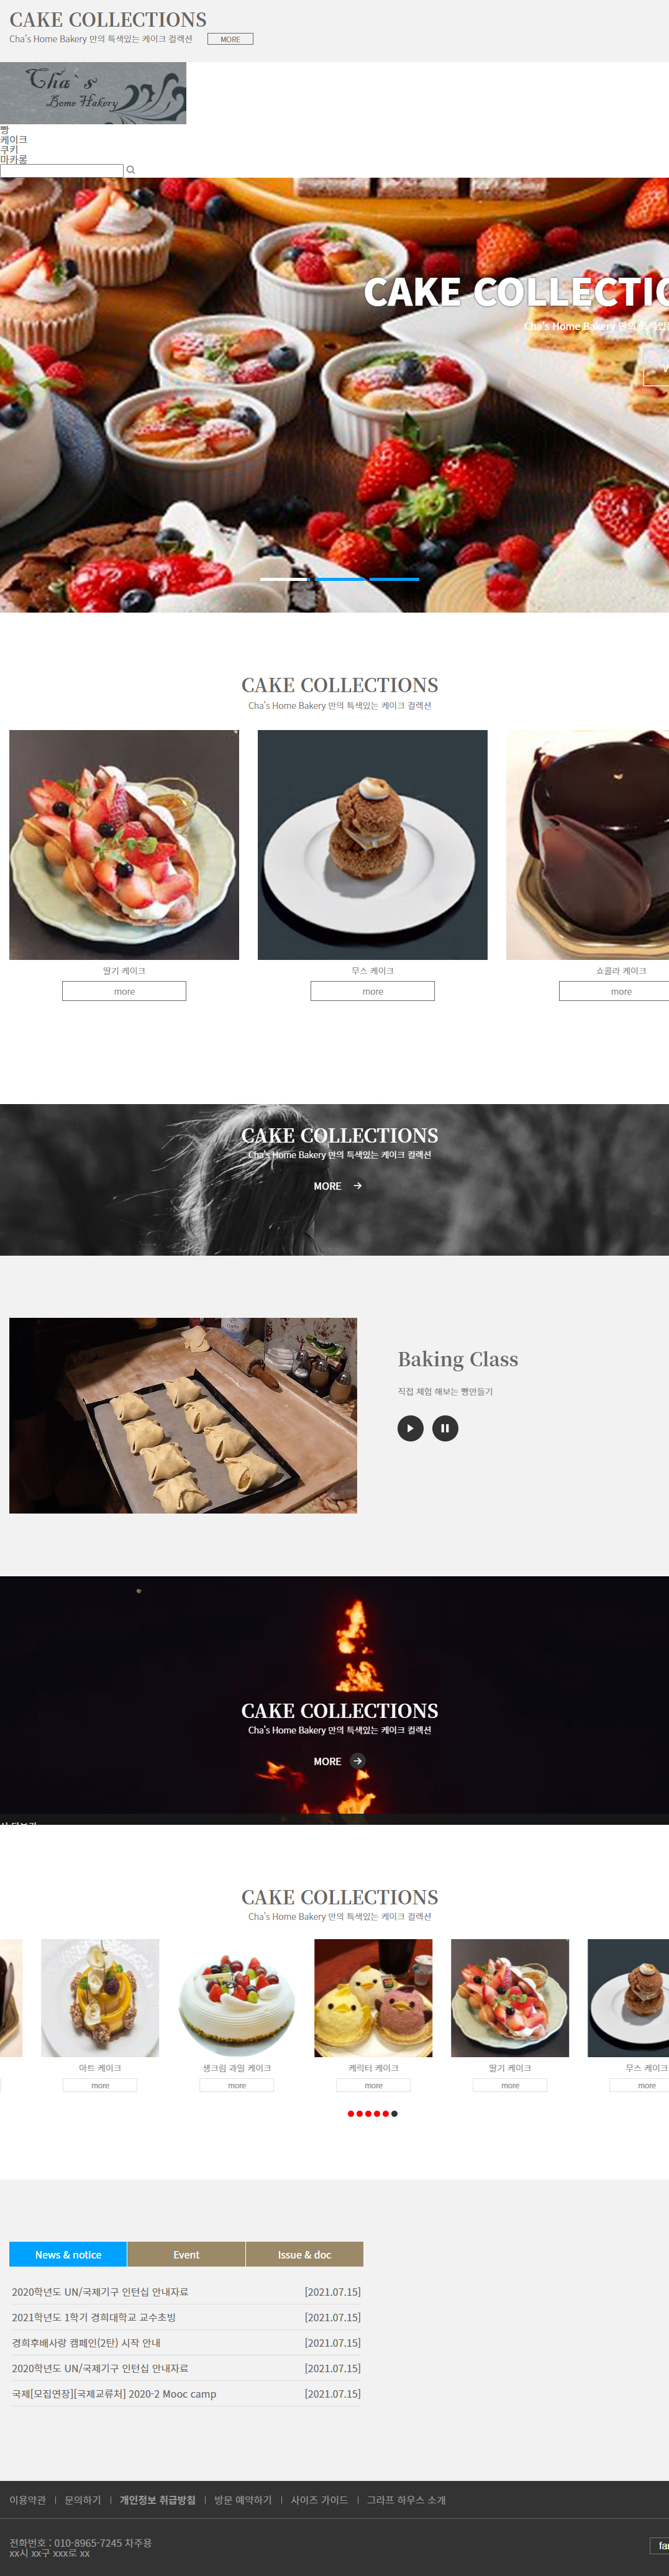 CAKE COLLECTIONS
Cha's Home Bakery 만의 특색있는 케이크 컬렉션 MORE
Cha`s
Bome Hakery
빵
케이크
쿠키
마카롱
CAKE COLLECTIO
Cha's Home Bakery 만의 특색있
CAKE COLLECTIONS
Cha's Home Bakery 만의 특색있는 케이크 컬렉션
딸기 케이크 무스 케이크 쇼콜라 케이크
more more more
CAKE COLLECTIONS
Cha's Home Bakery 만의 특색있는 케이크 컬렉션
MORE
Baking Class
직접 체험 해보는 빵만들기
CAKE COLLECTIONS
Cha's Home Bakery 만의 특색있는 케이크 컬렉션
MORE
CAKE COLLECTIONS
Cha's Home Bakery 만의 특색있는 케이크 컬렉션
아트 케이크 생크림 과일 케이크 케릭터 케이크 딸기 케이크 무스 케이크
more more more more more
News & notice Event Issue & doc
2020학년도 UN/국제기구 인턴십 안내자료 [2021.07.15]
2021학년도 1학기 경희대학교 교수초빙 [2021.07.15]
경희후배사랑 캠페인(2탄) 시작 안내 [2021.07.15]
2020학년도 UN/국제기구 인턴십 안내자료 [2021.07.15]
국제[모집연장][국제교류처] 2020-2 Mooc camp [2021.07.15]
이용약관 문의하기 개인정보 취급방침 방문 예약하기 사이즈 가이드 그라프 하우스 소개
전화번호 : 010-8965-7245 차주용
xx시 xx구 xxx로 xx